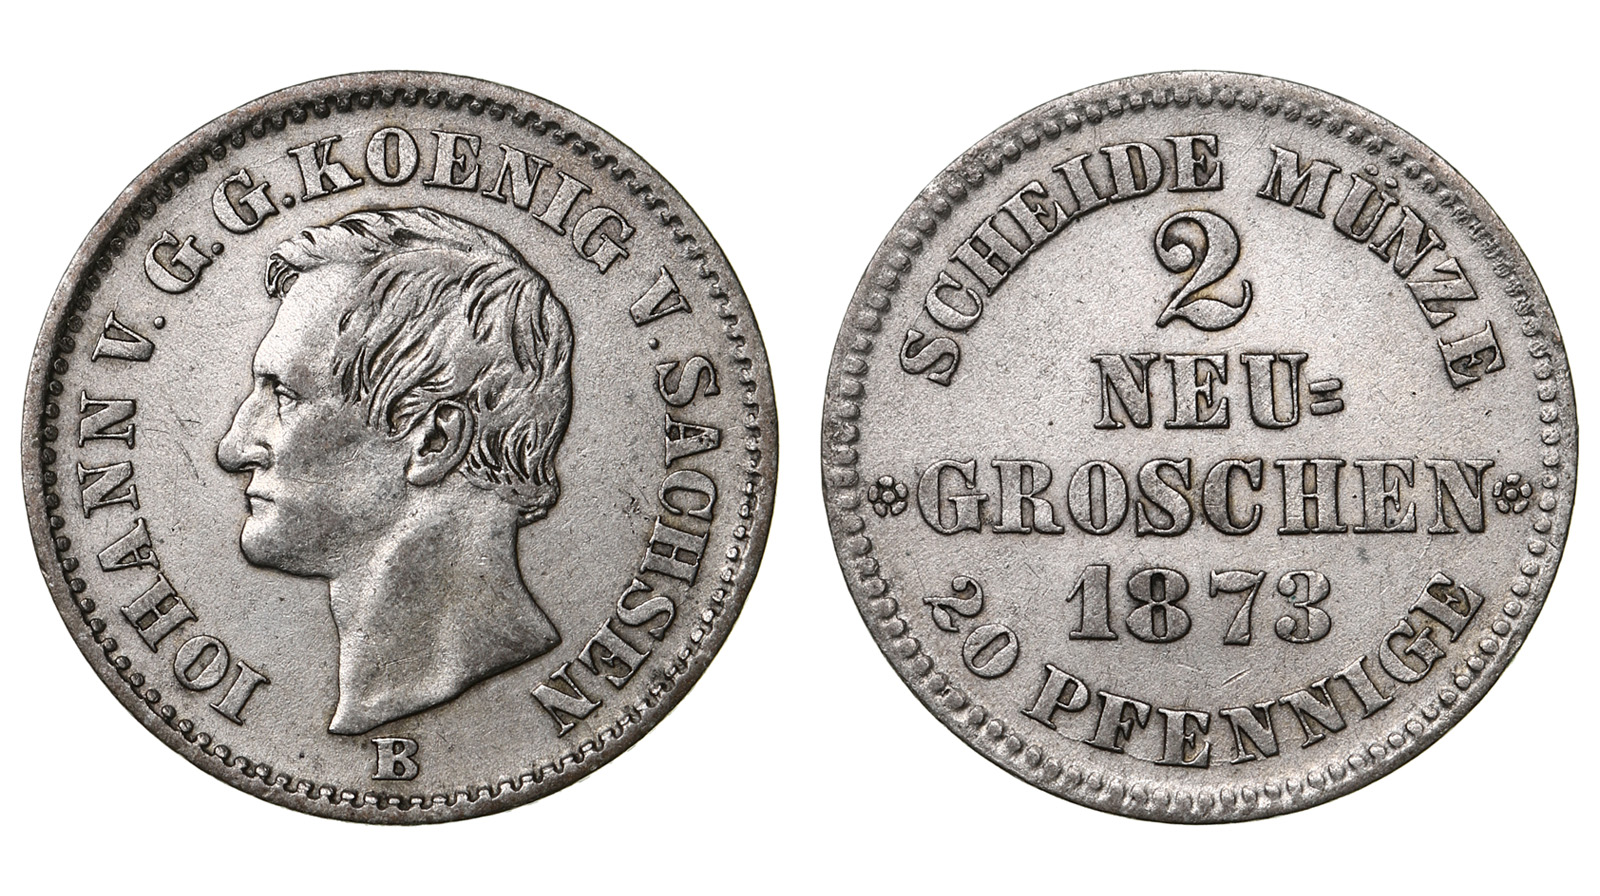 IOHANN V. G. G. KOENIG V. SACHSEN
B
SCHEIDE MÜNZE
2
NEU=
GROSCHEN
1873
20 PFENNIGE